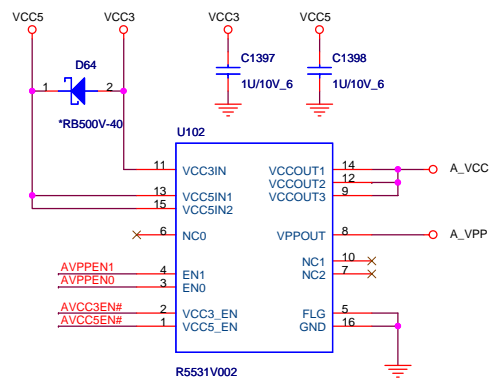 VCC5
VCC3
VCC3
VCC5
D64
1
2
*RB500V-40
C1397
1U/10V_6
C1398
1U/10V_6
U102
11
VCC3IN
13
VCC5IN1
15
VCC5IN2
6
NC0
AVPPEN1
4
EN1
AVPPEN0
3
EN0
AVCC3EN#
2
VCC3_EN
AVCC5EN#
1
VCC5_EN
VCCOUT1
14
A_VCC
VCCOUT2
12
VCCOUT3
9
VPPOUT
8
A_VPP
NC1
10
NC2
7
FLG
5
GND
16
R5531V002